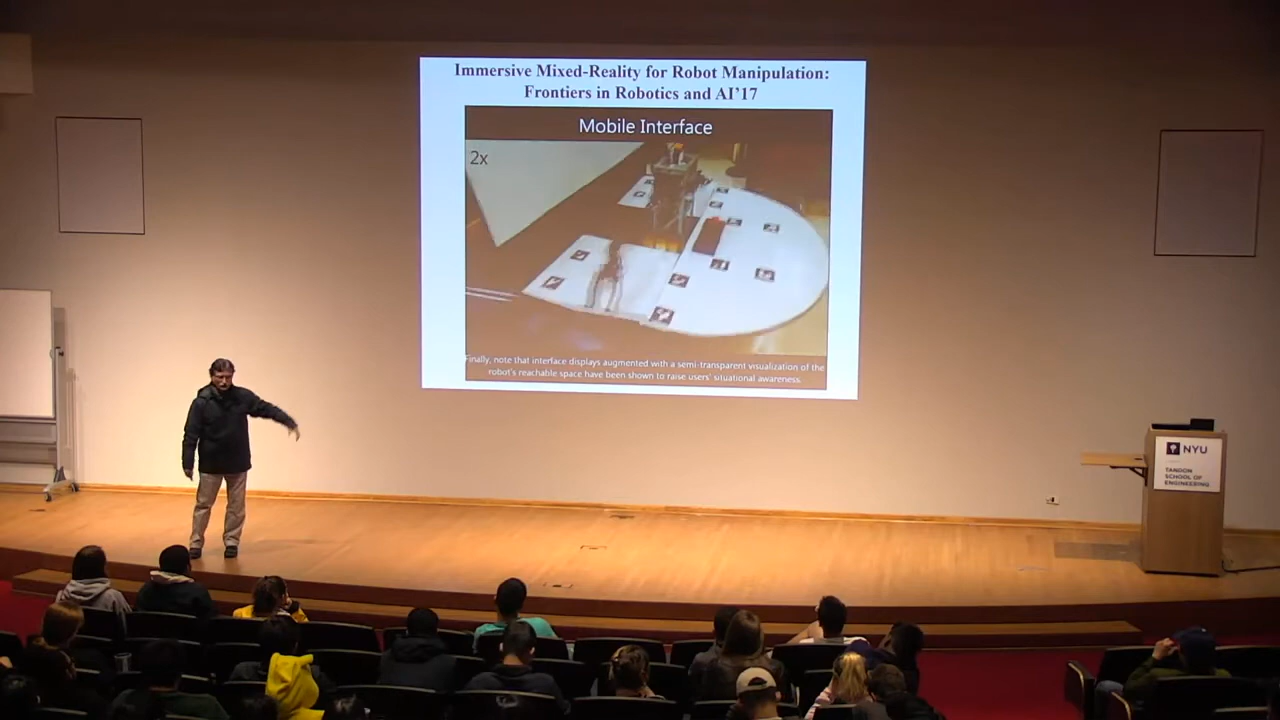 Immersive Mixed-Reality for Robot Manipulation:
Frontiers in Robotics and AI'17
Mobile Interface
2x
Finally, note that interface displays augmented with a semi-transparent visualization of the
robot's reachable space have been shown to raise users' situational awareness.
NYU
TANDON
SCHOOL OF
ENGINEERING